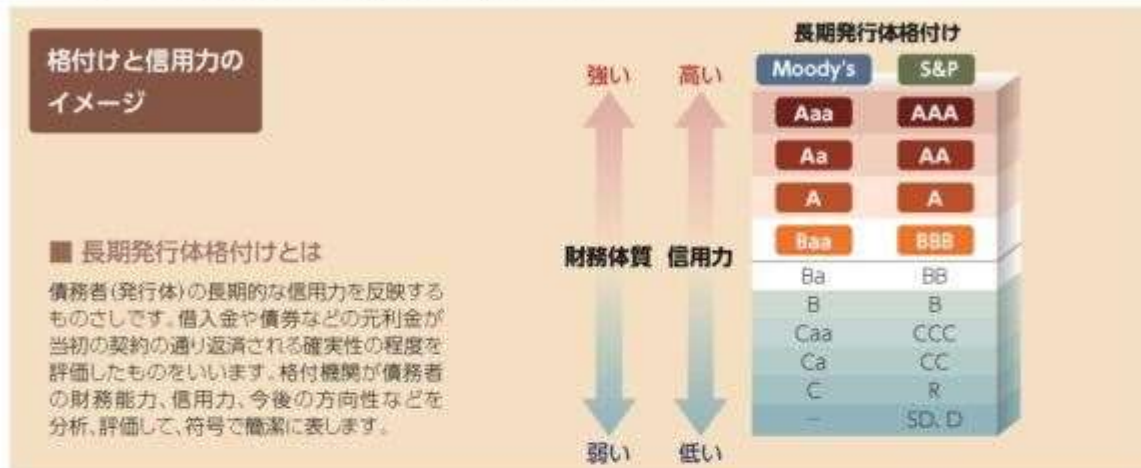 格付けと信用力の
イメージ
■ 長期発行体格付けとは
債務者(発行体)の長期的な信用力を反映する
ものさしです。借入金や債券などの元利金が
当初の契約の通り返済される確実性の程度を
評価したものをいいます。格付機関が債務者
の財務能力、信用力、今後の方向性などを
分析、評価して、符号で簡潔に表します。
長期発行体格付け
強い 高い Moody's S&P
Aaa AAA
Aa AA
A A
Baa BBB
財務体質 信用力
Ba BB
B B
Caa CCC
Ca CC
C R
– SD、D
弱い 低い